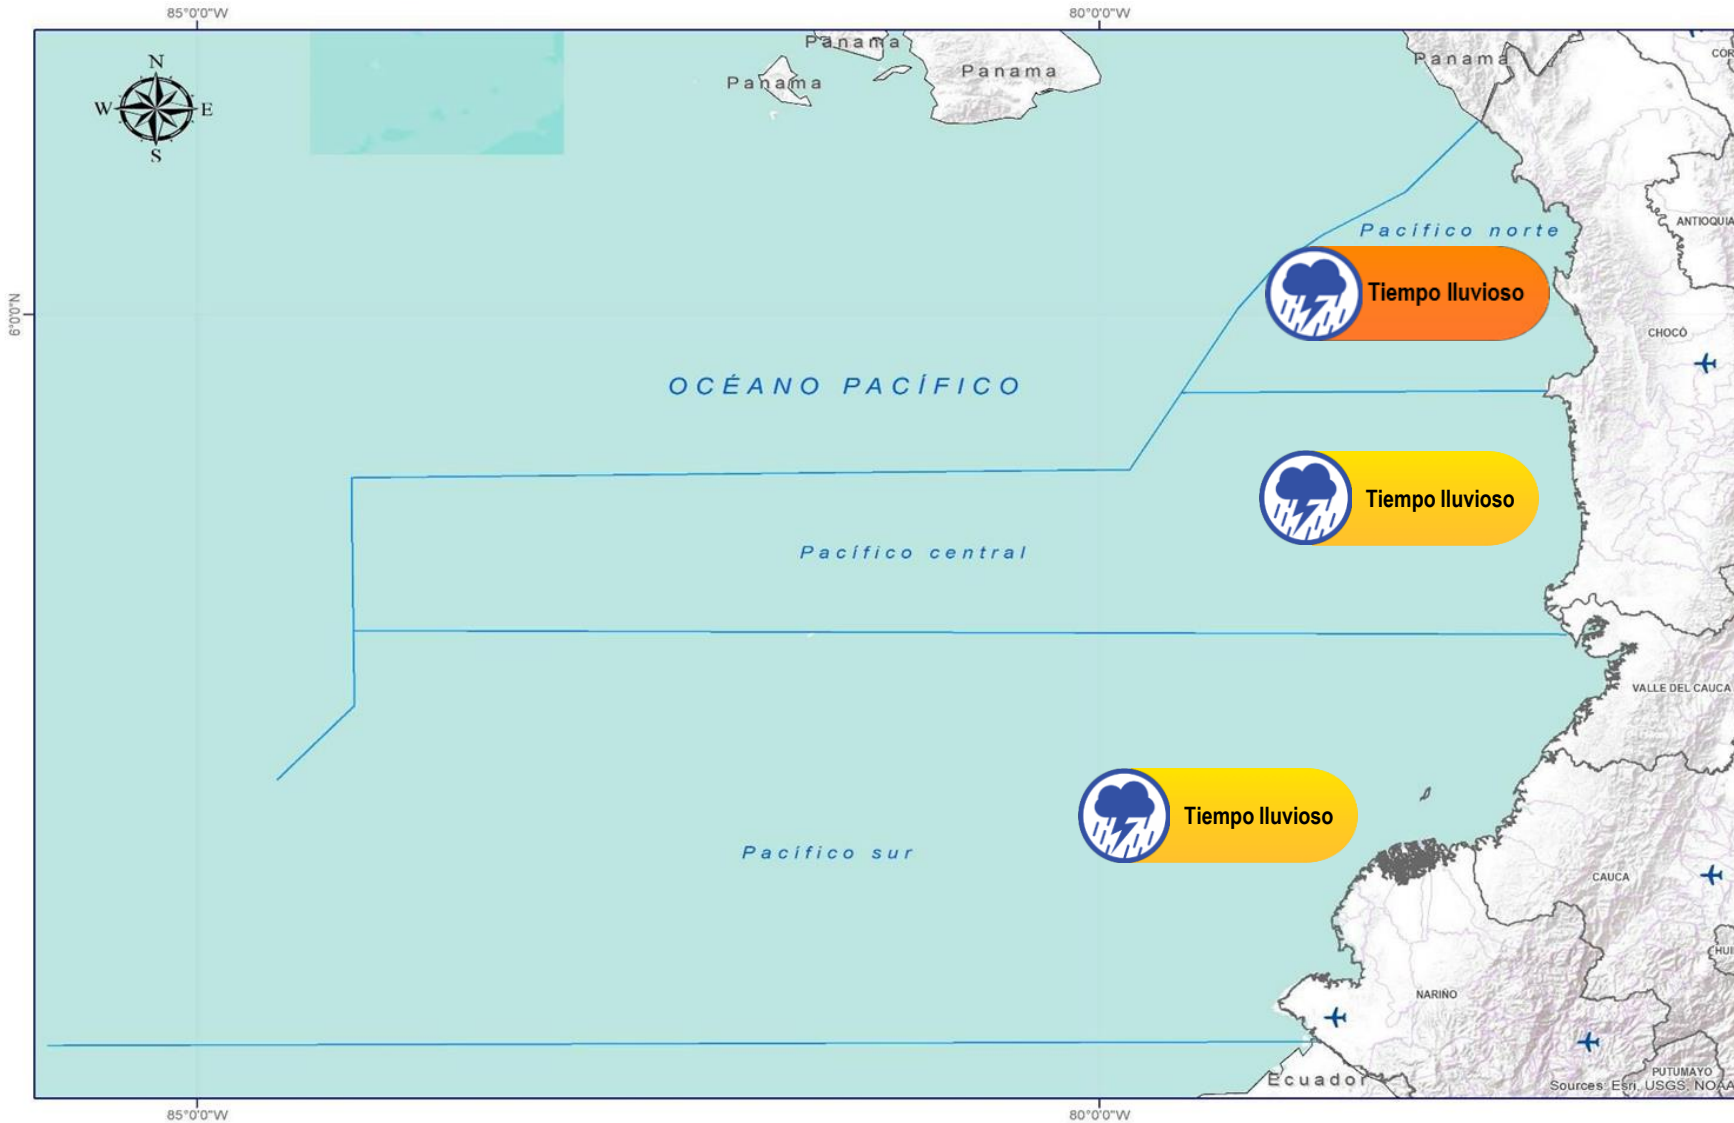 85°0'0"W
80°0'0"W
N
W
E
S
Panama
Panama
Panama
Panama
COR
ANTIOQUIA
Pacífico norte
Tiempo lluvioso
6°0'0"N
CHOCÓ
OCÉANO PACÍFICO
Tiempo lluvioso
Pacífico central
VALLE DEL CAUCA
Tiempo lluvioso
Pacífico sur
CAUCA
HUI
NARIÑO
PUTUMAYO
Ecuador
Sources: Esri, USGS, NOAA
85°0'0"W
80°0'0"W